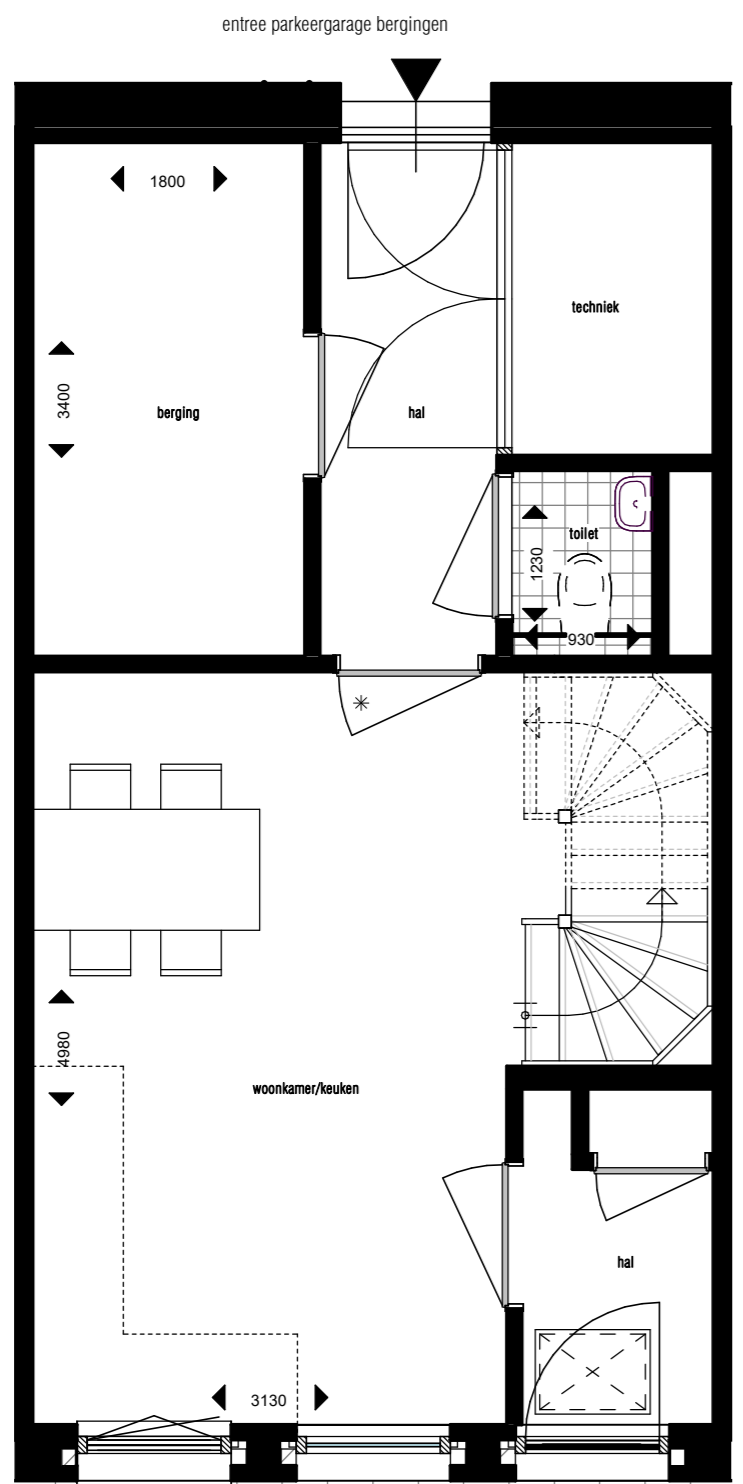 entree parkeergarage bergingen
1800
techniek
3400
berging
hal
toilet
1230
930
4980
woonkamer/keuken
hal
3130